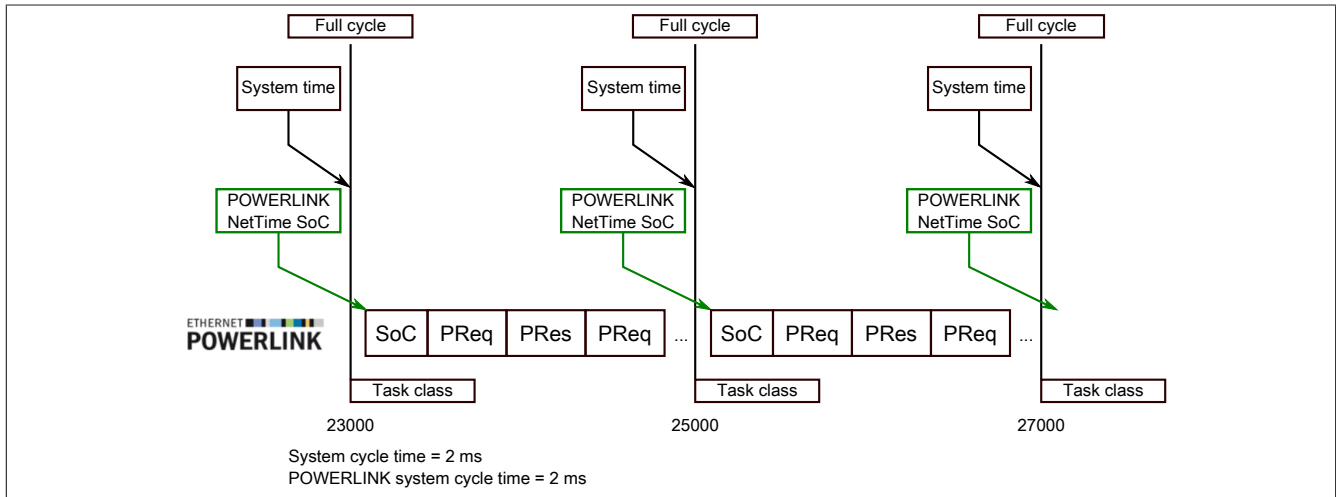 Full cycle Full cycle Full cycle
System time System time System time
POWERLINK POWERLINK POWERLINK
NetTime SoC NetTime SoC NetTime SoC
ETHERNET
POWERLINK
SoC PReq PRes PReq ... SoC PReq PRes PReq ...
Task class Task class Task class
23000 25000 27000
System cycle time = 2 ms
POWERLINK system cycle time = 2 ms